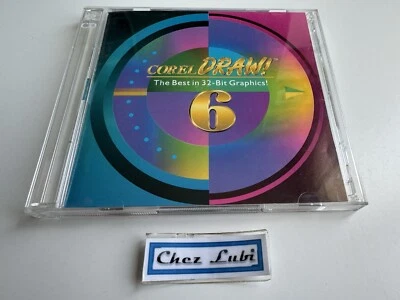 COREL DRAW!
The Best in 32-Bit Graphics!
6
Chez Lubi